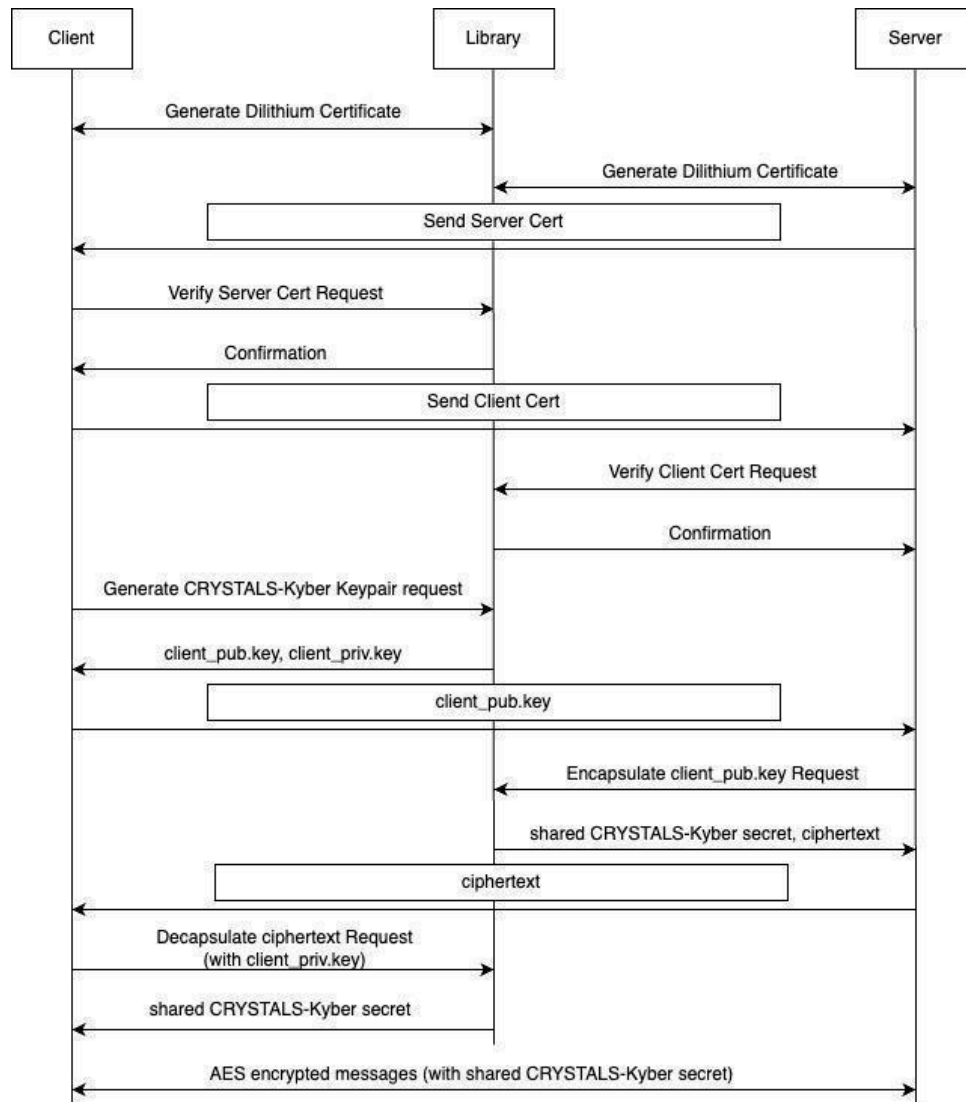 Client
Library
Server
Generate Dilithium Certificate
Generate Dilithium Certificate
Send Server Cert
Verify Server Cert Request
Confirmation
Send Client Cert
Verify Client Cert Request
Confirmation
Generate CRYSTALS-Kyber Keypair request
client_pub.key, client_priv.key
client_pub.key
Encapsulate client_pub.key Request
shared CRYSTALS-Kyber secret, ciphertext
ciphertext
Decapsulate ciphertext Request
(with client_priv.key)
shared CRYSTALS-Kyber secret
AES encrypted messages (with shared CRYSTALS-Kyber secret)